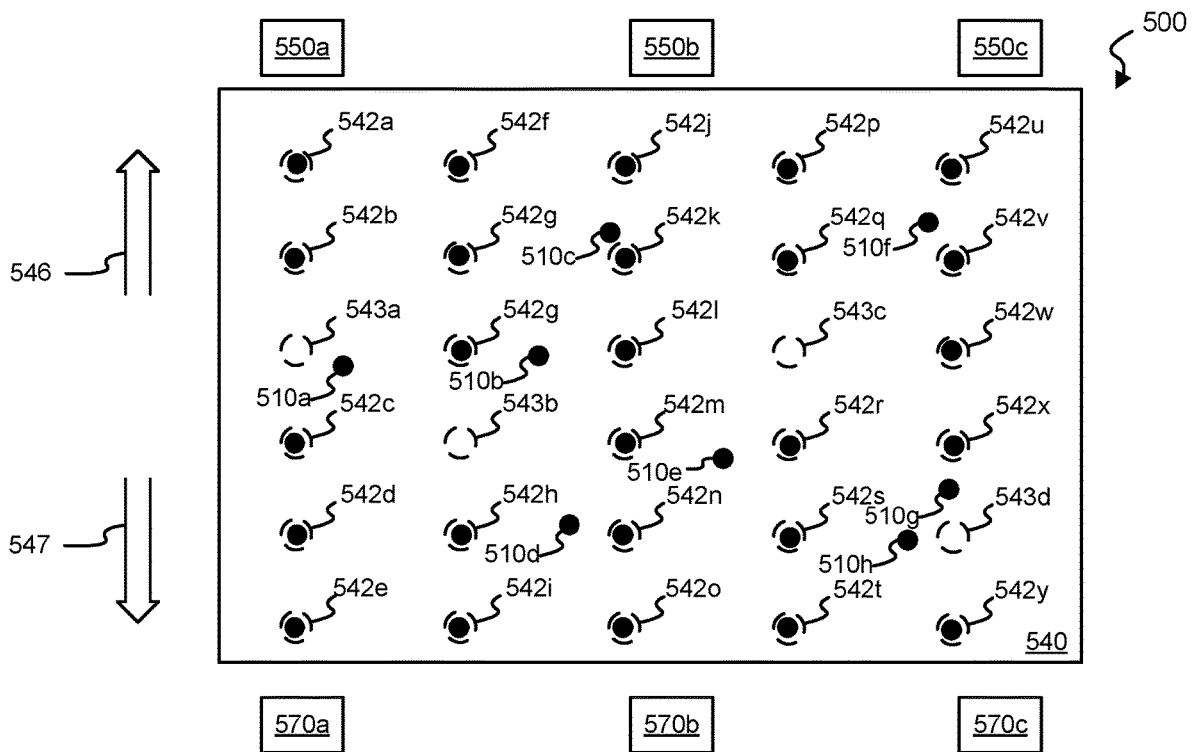 550a 550b 550c 500
542a 542f 542j 542p 542u
542b 542g 542k 542q 542v
510c 510f
546
543a 542g 542l 543c 542w
510a 510b
542c 543b 542m 542r 542x
510e
542d 542h 542n 542s 543d
510g
547 510d 510h
542e 542i 542o 542t 542y
540
570a 570b 570c